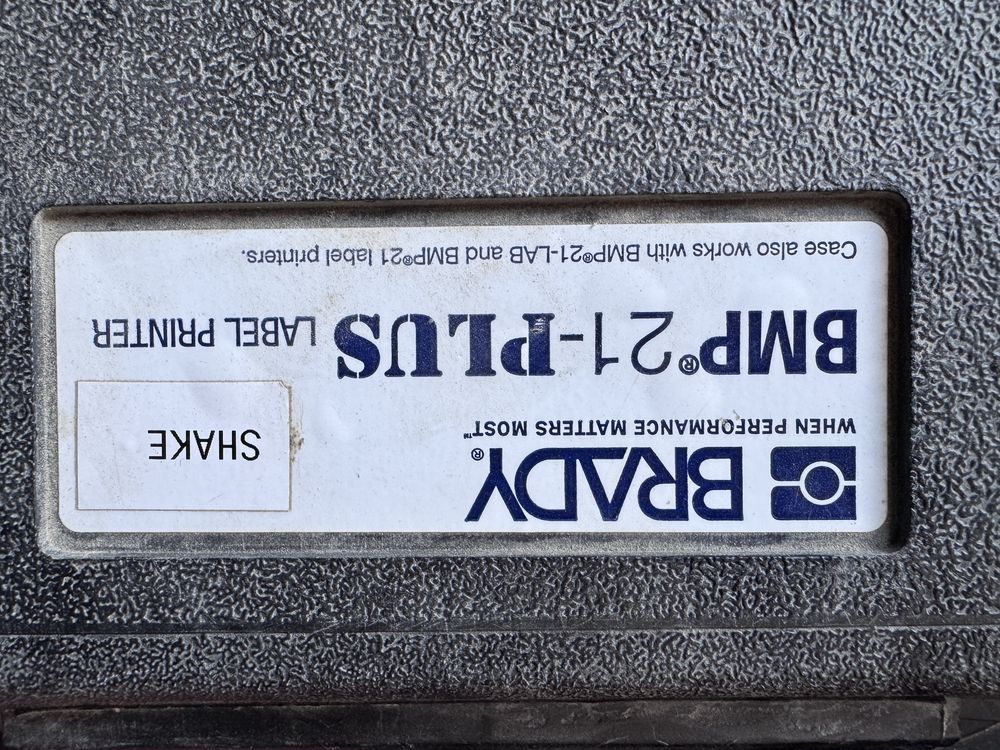 BRADY®
WHEN PERFORMANCE MATTERS MOST™
SHAKE
BMP®21-PLUS LABEL PRINTER
Case also works with BMP®21-LAB and BMP®21 label printers.